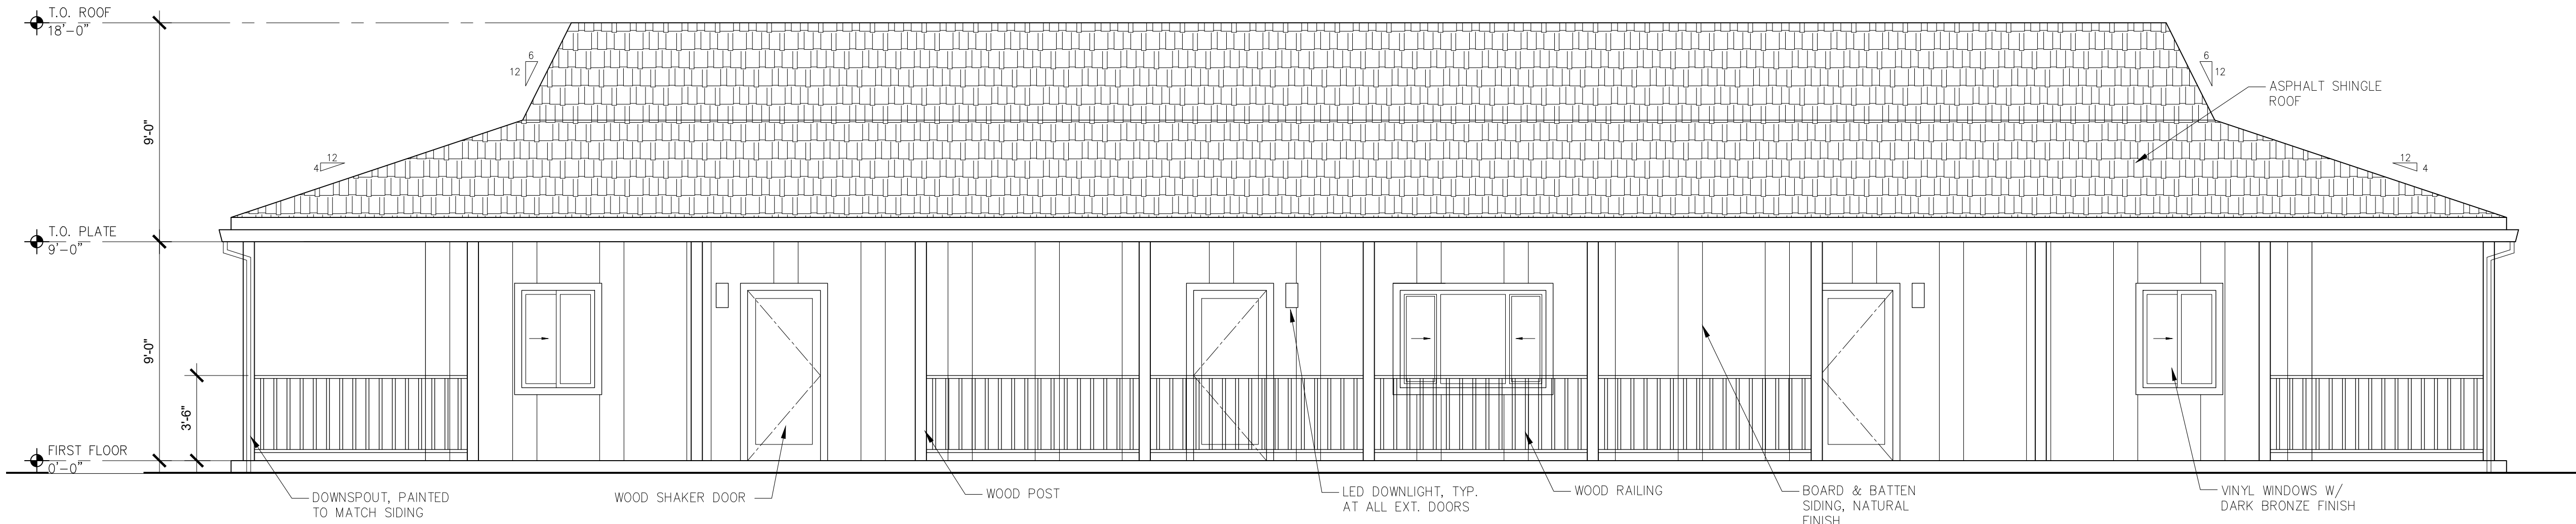 T.O. ROOF
18'-0"
6
12
6
12
ASPHALT SHINGLE
ROOF
9'-0"
12
4
12
4
T.O. PLATE
9'-0"
9'-0"
3'-6"
FIRST FLOOR
0'-0"
DOWNSPOUT, PAINTED
TO MATCH SIDING
WOOD SHAKER DOOR
WOOD POST
LED DOWNLIGHT, TYP.
AT ALL EXT. DOORS
WOOD RAILING
BOARD & BATTEN
SIDING, NATURAL
FINISH
VINYL WINDOWS W/
DARK BRONZE FINISH